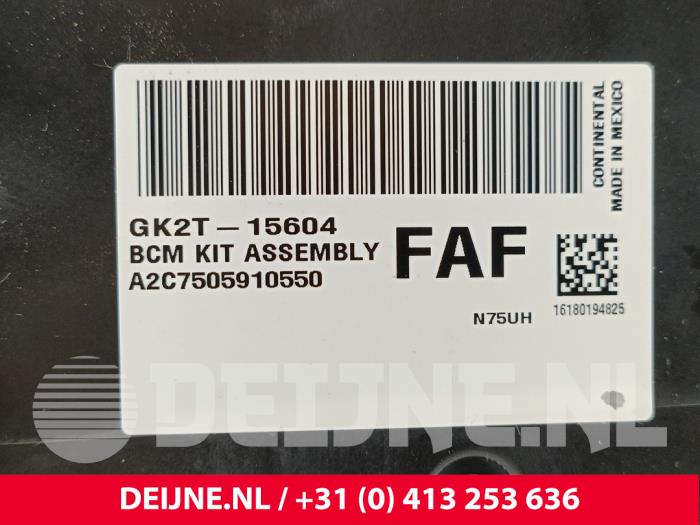 CONTINENTAL
MADE IN MEXICO
GK2T-15604
BCM KIT ASSEMBLY
FAF
A2C7505910550
N75UH
16180194825
DEIJNE.NL
DEIJNE.NL / +31 (0) 413 253 636